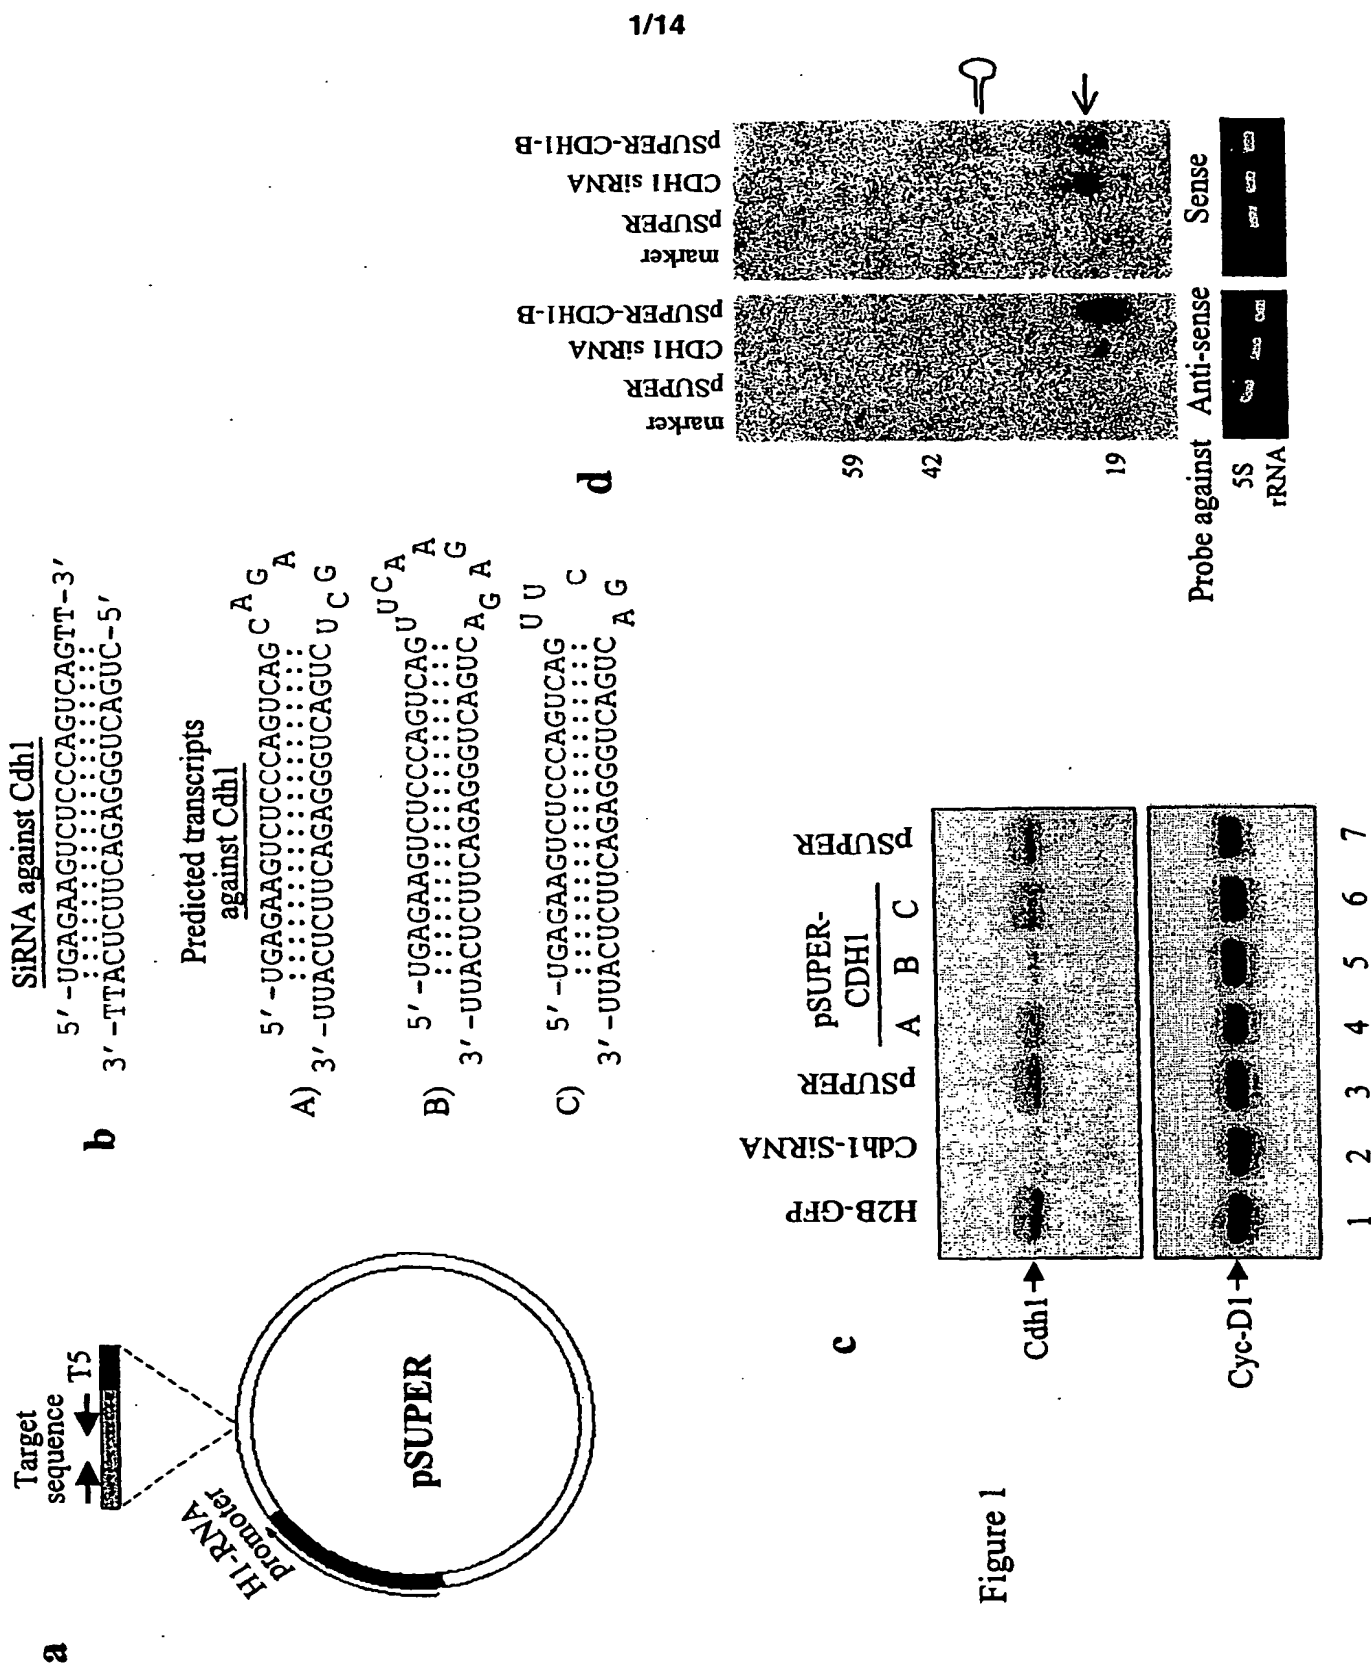 1/14
a
Target
sequence
T5
H1-RNA
promoter
pSUPER
b
SiRNA against Cdh1
5'-UGAGAAGUCUCCCAGUCAGTT-3'
3'-TTACUCUUCAGAGGGUCAGUC-5'
Predicted transcripts
against Cdh1
A)
5'-UGAGAAGUCUCCCAGUCAG
C A G A
3'-UUACUCUUCAGAGGGUCAGUC
U C G
B)
5'-UGAGAAGUCUCCCAGUCAG
U U C A A G
3'-UUACUCUUCAGAGGGUCAGUC
A G A
C)
5'-UGAGAAGUCUCCCAGUCAG
U U C
3'-UUACUCUUCAGAGGGUCAGUC
A G
c
H2B-GFP
Cdh1-SiRNA
pSUPER
pSUPER-
CDH1
A B C
pSUPER
Cdh1
Cyc-D1
1 2 3 4 5 6 7
d
marker
pSUPER
CDH1 siRNA
pSUPER-CDH1-B
marker
pSUPER
CDH1 siRNA
pSUPER-CDH1-B
59
42
19
Probe against Anti-sense Sense
5S
rRNA
Figure 1